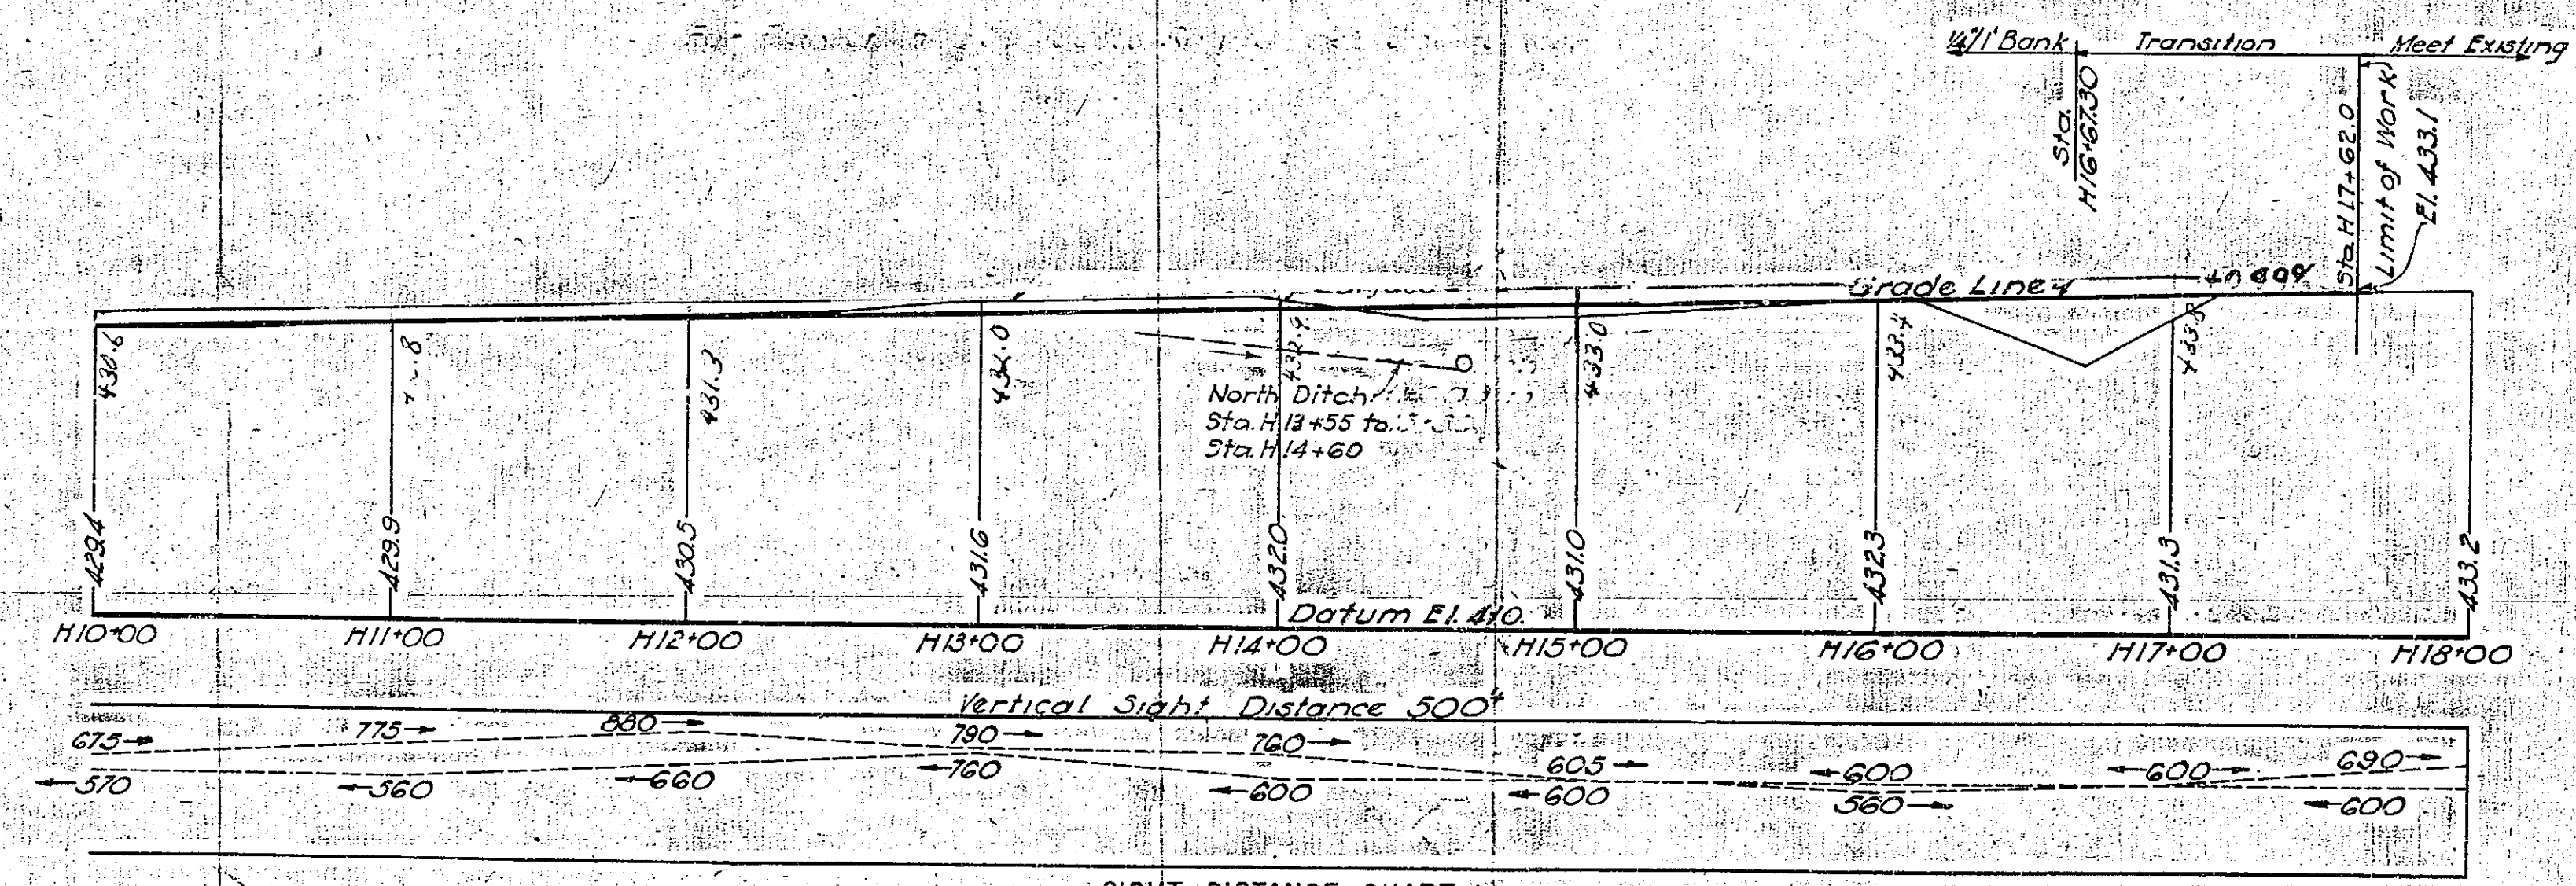 1/4"/1' Bank Transition Meet Existing
Sta.
H16+67.30
Sta. H17+62.0
Limit of Work
El. 433.1
Grade Line
430.6
431.3
433.0
433.4
North Ditch
Sta. H13+55 to
Sta. H14+60
429.4 429.9 430.5 431.6 432.0 431.0 432.3 431.3 433.2
Datum El. 410.
H10+00 H11+00 H12+00 H13+00 H14+00 H15+00 H16+00 H17+00 H18+00
Vertical Sight Distance 500'
675→ 775→ 880→ 790→ 760→ 605→ ←600 ←600→ 690→
←570 ←560 ←660 ←760 ←600 ←600 560→ ←600
SIGHT DISTANCE CHART